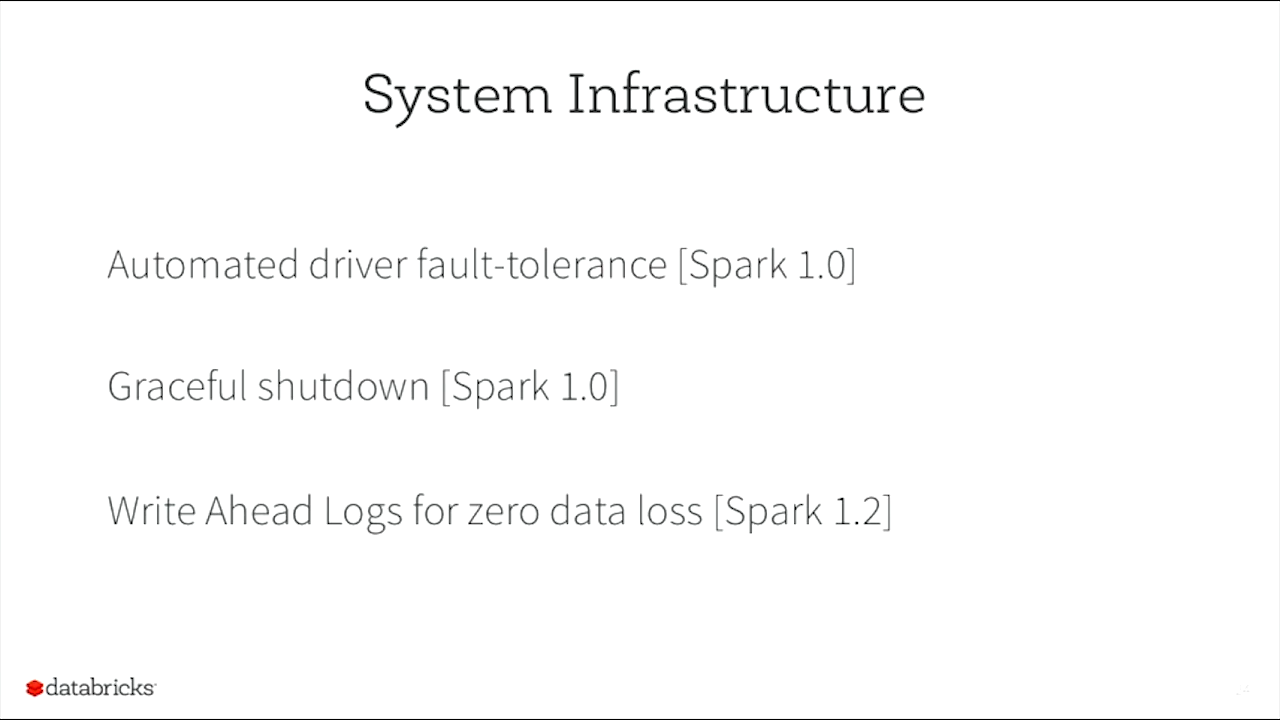 System Infrastructure
Automated driver fault-tolerance [Spark 1.0]
Graceful shutdown [Spark 1.0]
Write Ahead Logs for zero data loss [Spark 1.2]
databricks